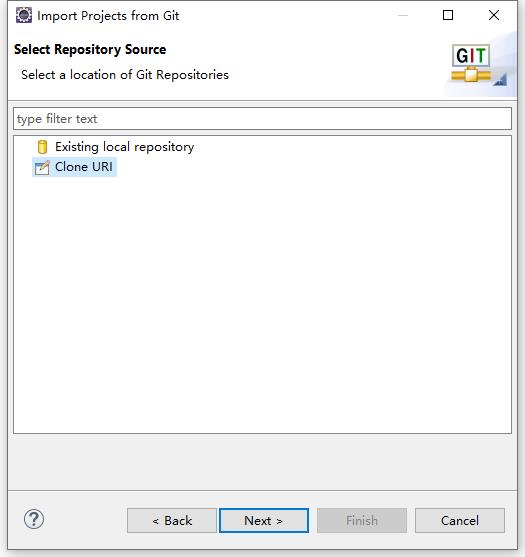 Import Projects from Git
Select Repository Source
Select a location of Git Repositories
GIT
type filter text
Existing local repository
Clone URI
?
< Back
Next >
Finish
Cancel